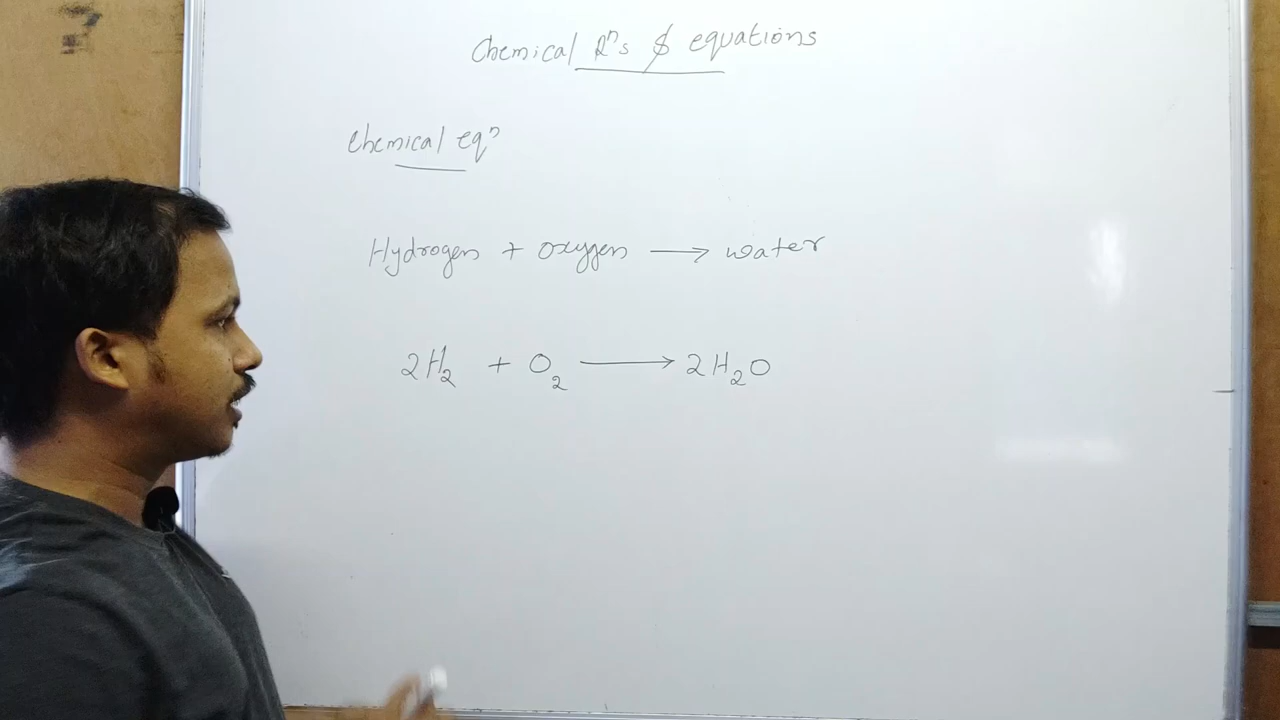 Chemical Rⁿs & equations
Chemical eqⁿ
Hydrogen + oxygen ⟶ water
2H₂ + O₂ ⟶ 2H₂O